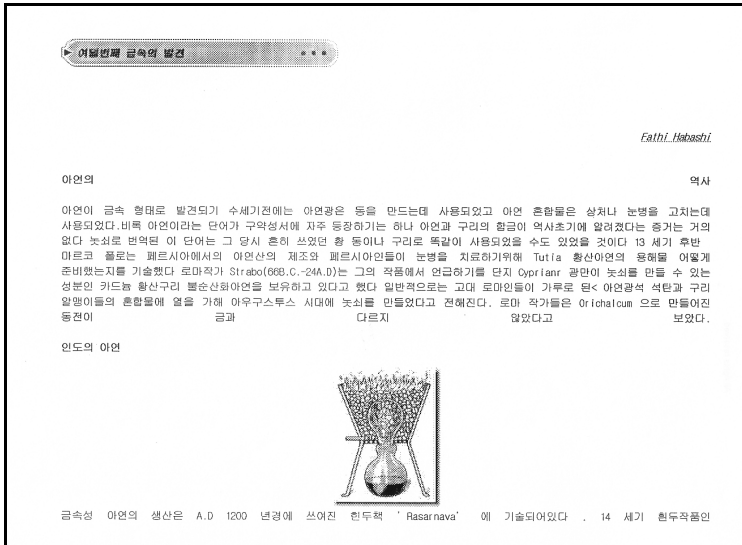 여덟번째 금속의 발견
Fathi Habashi
아연의 역사
아연이 금속 형태로 발견되기 수세기전에는 아연광은 동을 만드는데 사용되었고 아연 혼합물은 상처나 눈병을 고치는데
사용되었다.비록 아연이라는 단어가 구약성서에 자주 등장하기는 하나 아연과 구리의 합금이 역사초기에 알려졌다는 증거는 거의
없다 놋쇠로 번역된 이 단어는 그 당시 흔히 쓰였던 황 동이나 구리로 똑같이 사용되었을 수도 있었을 것이다 13 세기 후반
마르코 폴로는 페르시아에서의 아연산의 제조와 페르시아인들이 눈병을 치료하기위해 Tutia 황산아연의 용해물 어떻게
준비했는지를 기술했다 로마작가 Strabo(66B.C.-24A.D)는 그의 작품에서 언급하기를 단지 Cyprianr 광만이 놋쇠를 만들 수 있는
성분인 카드늄 황산구리 불순산화아연을 보유하고 있다고 했다 일반적으로는 고대 로마인들이 가루로 된< 아연광석 석탄과 구리
알맹이들의 혼합물에 열을 가해 아우구스투스 시대에 놋쇠를 만들었다고 전해진다. 로마 작가들은 Orichalcum 으로 만들어진
동전이 금과 다르지 않았다고 보았다.
인도의 아연
금속성 아연의 생산은 A.D 1200 년경에 쓰여진 힌두책 ' Rasarnava' 에 기술되어있다 . 14 세기 흰두작품인